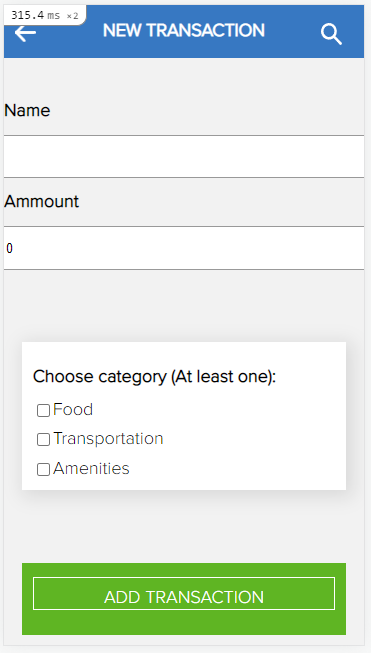 315.4 ms ×2
NEW TRANSACTION
Name
Ammount
0
Choose category (At least one):
Food
Transportation
Amenities
ADD TRANSACTION